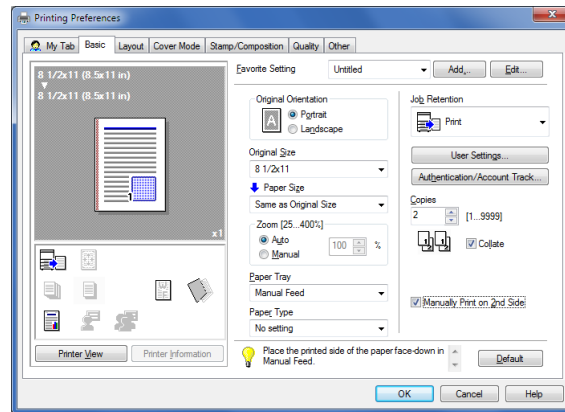 Printing Preferences
My Tab Basic Layout Cover Mode Stamp/Composition Quality Other
8 1/2x11 (8.5x11 in)
8 1/2x11 (8.5x11 in)
1
x1
Printer View Printer Information
Favorite Setting Untitled Add... Edit...
Original Orientation
A Portrait
Landscape
Original Size
8 1/2x11
Paper Size
Same as Original Size
Zoom [25...400%]
Auto
Manual
100 %
Paper Tray
Manual Feed
Paper Type
No setting
Job Retention
Print
User Settings...
Authentication/Account Track...
Copies
2 [1...9999]
Collate
Manually Print on 2nd Side
Place the printed side of the paper face-down in
Manual Feed.
Default
OK Cancel Help